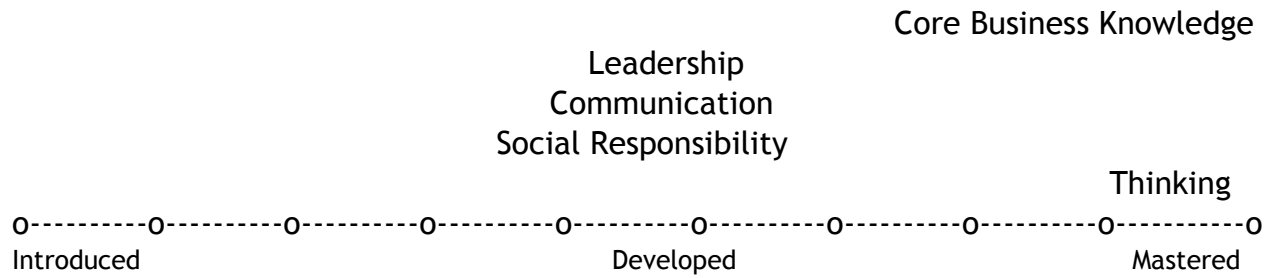 Core Business Knowledge
Leadership
Communication
Social Responsibility
Thinking
o----------o---------o---------o---------o---------o---------o---------o---------o---------o-----------o
Introduced Developed Mastered